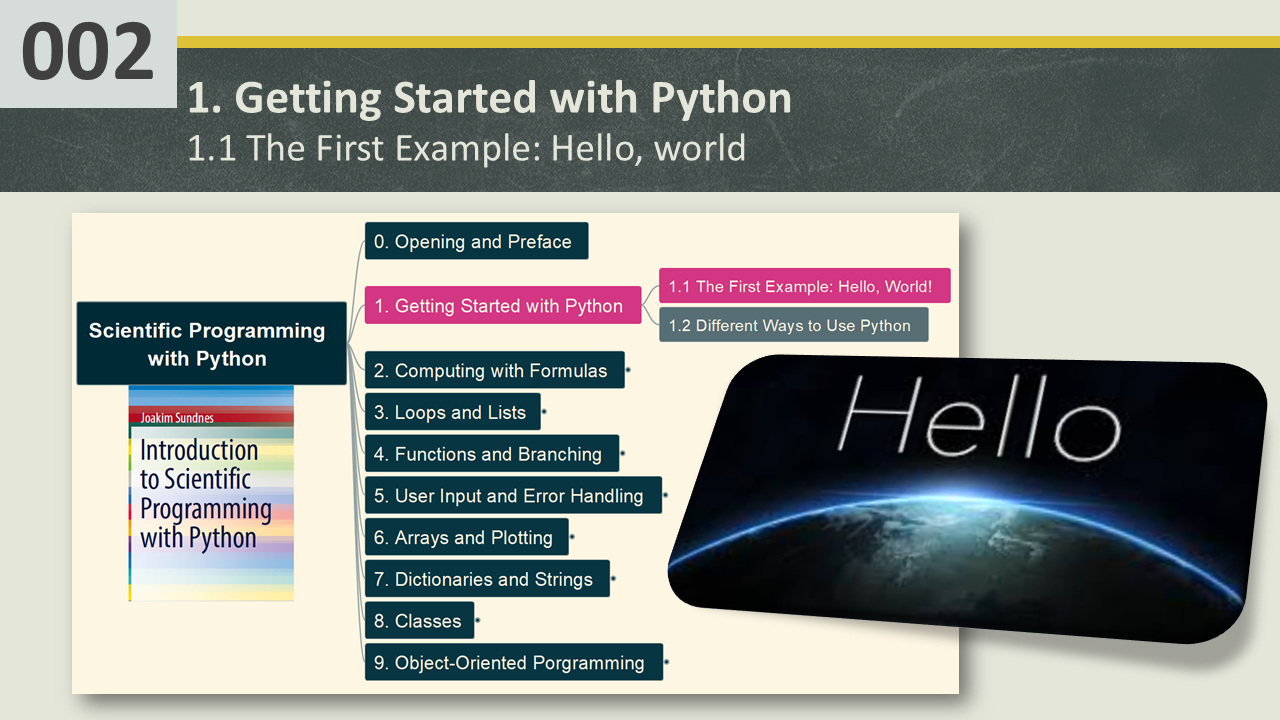 002
1. Getting Started with Python
1.1 The First Example: Hello, world
0. Opening and Preface
1.1 The First Example: Hello, World!
1. Getting Started with Python
1.2 Different Ways to Use Python
Scientific Programming
with Python
2. Computing with Formulas
3. Loops and Lists
4. Functions and Branching
5. User Input and Error Handling
6. Arrays and Plotting
7. Dictionaries and Strings
8. Classes
9. Object-Oriented Porgramming
Joakim Sundnes
Introduction
to Scientific
Programming
with Python
Hello